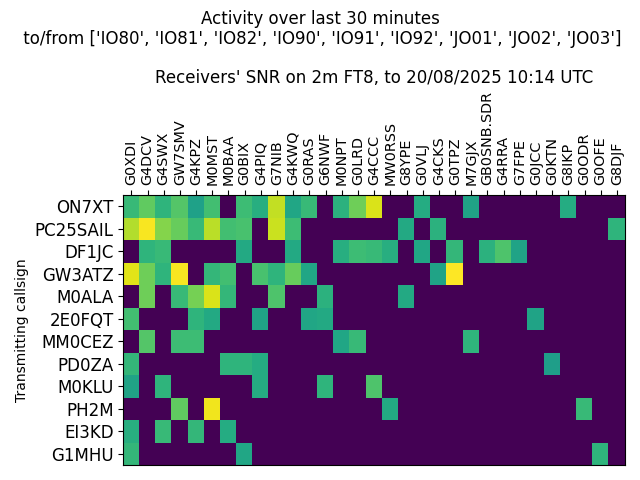 Activity over last 30 minutes
to/from ['IO80', 'IO81', 'IO82', 'IO90', 'IO91', 'IO92', 'JO01', 'JO02', 'JO03']
Receivers' SNR on 2m FT8, to 20/08/2025 10:14 UTC
G0XDI
G4DCV
G4SWX
GW7SMV
G4KPZ
M0MST
M0BAA
G0BIX
G4PIQ
G7NIB
G4KWQ
G0RAS
G6NWF
M0NPT
G0LRD
G4CCC
MW0RSS
G8YPE
G0VLJ
G4CKS
G0TPZ
M7GJX
GB0SNB.SDR
G4RRA
G7FPE
G0JCC
G0KTN
G8IKP
G0ODR
G0OFE
G8DJF
Transmitting callsign
ON7XT
PC25SAIL
DF1JC
GW3ATZ
M0ALA
2E0FQT
MM0CEZ
PD0ZA
M0KLU
PH2M
EI3KD
G1MHU